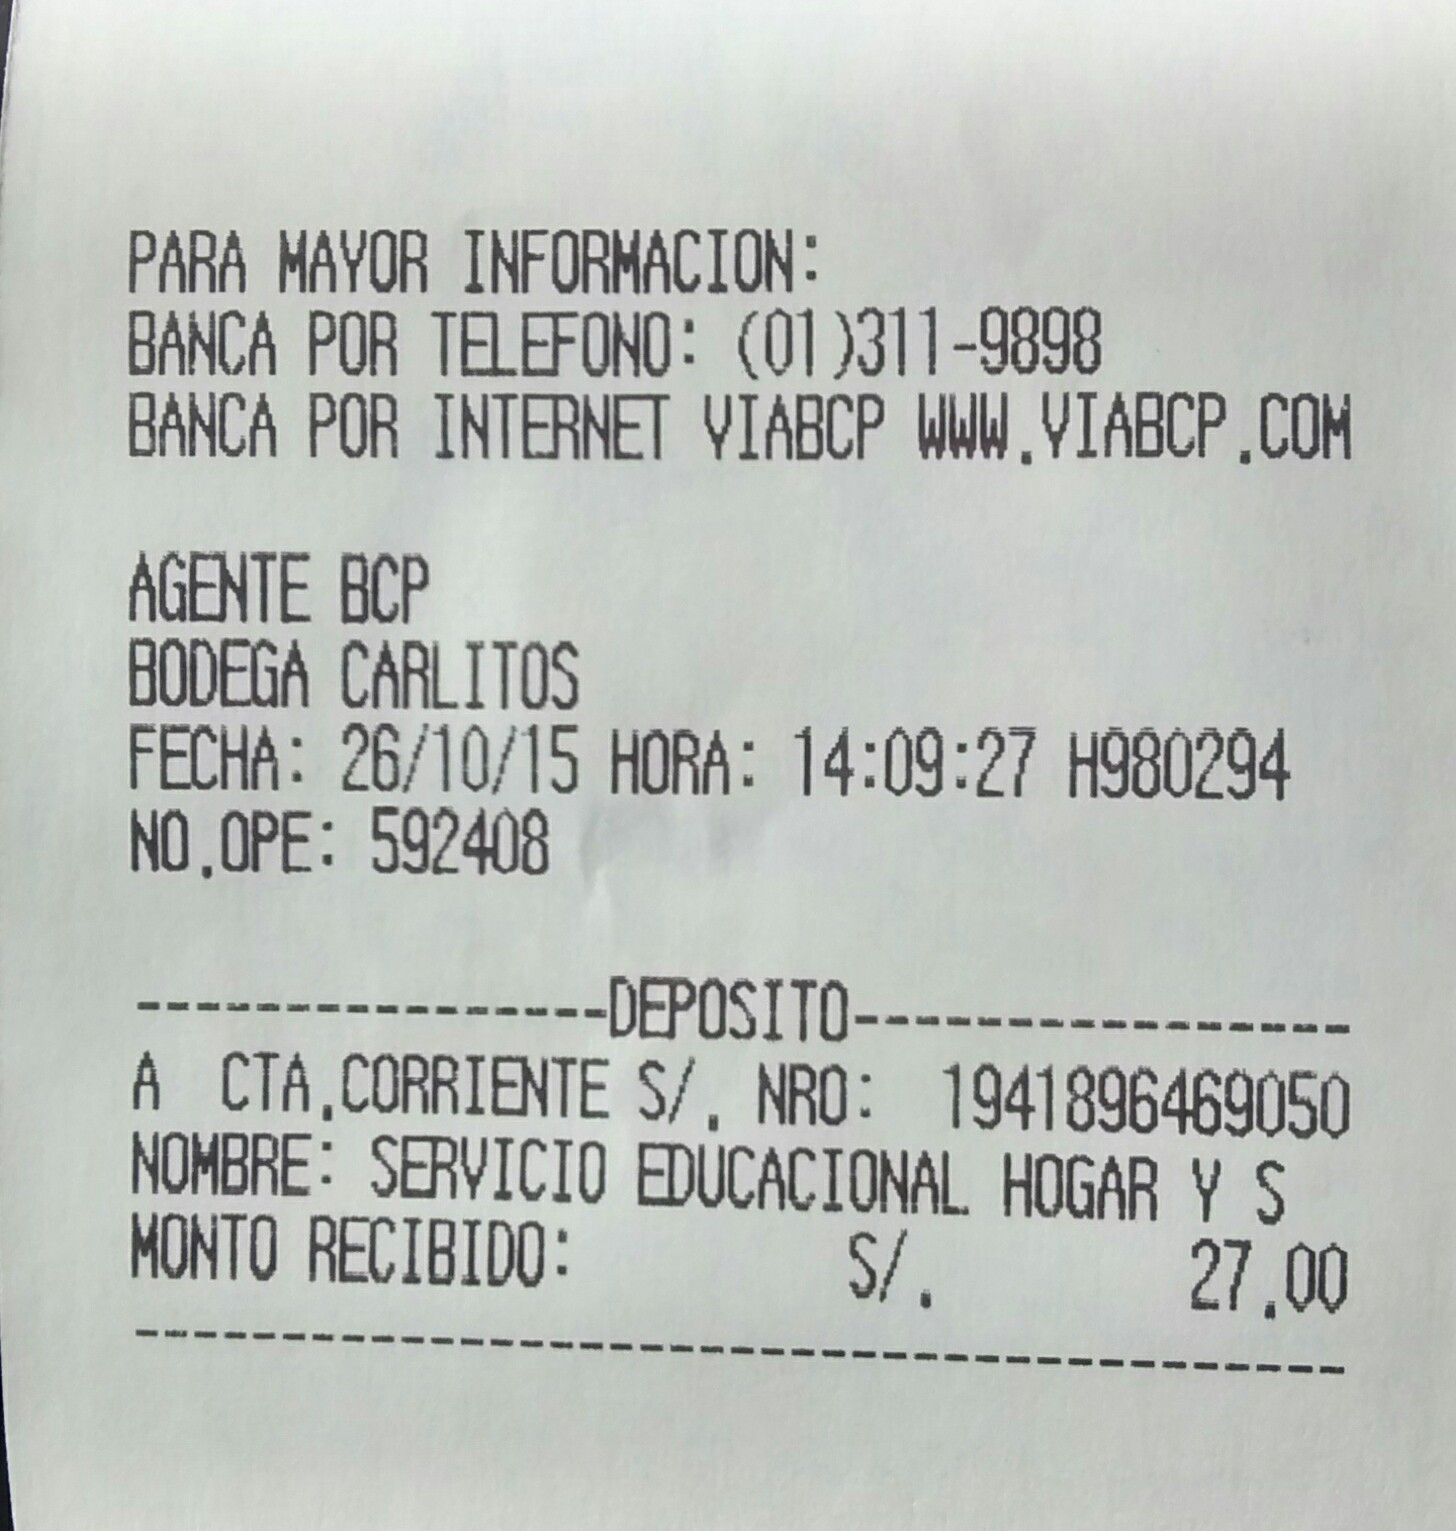 PARA MAYOR INFORMACION:
BANCA POR TELEFONO: (01)311-9898
BANCA POR INTERNET VIABCP WWW.VIABCP.COM
AGENTE BCP
BODEGA CARLITOS
FECHA: 26/10/15 HORA: 14:09:27 H980294
NO.OPE: 592408
----------------DEPOSITO-----------------
A  CTA.CORRIENTE S/. NRO:  1941896469050
NOMBRE: SERVICIO EDUCACIONAL HOGAR Y S
MONTO RECIBIDO: S/. 27.00
----------------------------------------